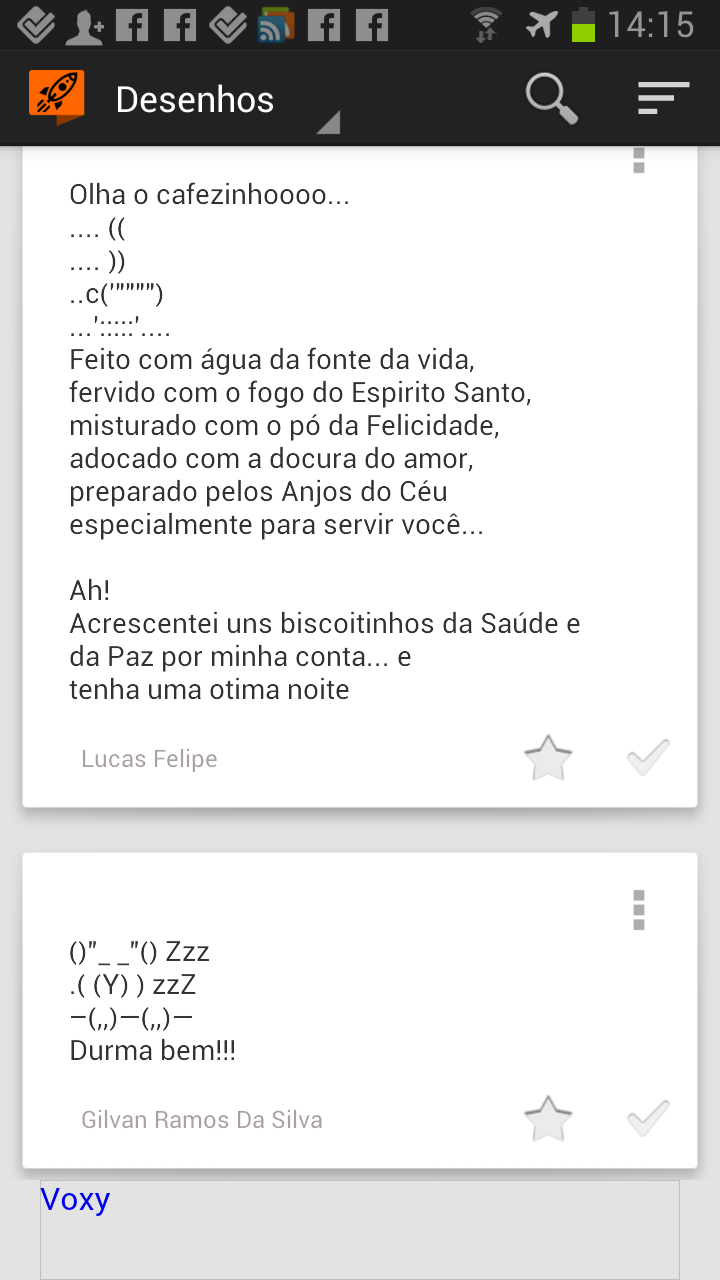 14:15
Desenhos
Olha o cafezinhoooo...
.... ((
.... ))
..c('""""")
...':::::'....
Feito com água da fonte da vida,
fervido com o fogo do Espirito Santo,
misturado com o pó da Felicidade,
adocado com a docura do amor,
preparado pelos Anjos do Céu
especialmente para servir você...
Ah!
Acrescentei uns biscoitinhos da Saúde e
da Paz por minha conta... e
tenha uma otima noite
Lucas Felipe
()"_ _"() Zzz
.( (Y) ) zzZ
–(,,)—(,,)—
Durma bem!!!
Gilvan Ramos Da Silva
Voxy